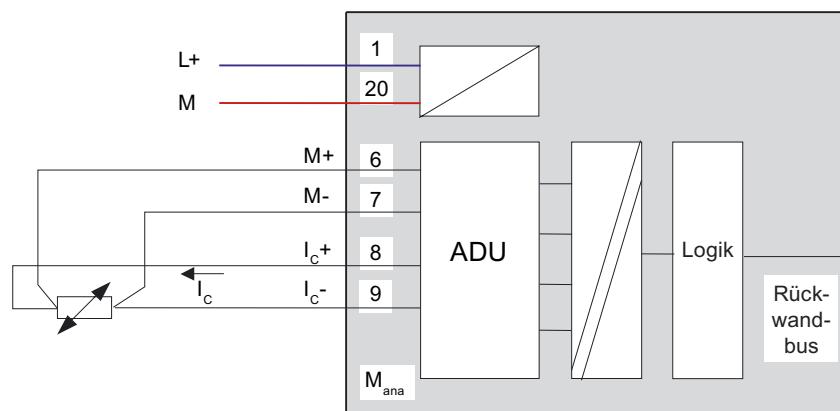 L+ 1
M 20
M+ 6
M- 7
I_C+ 8
I_C
I_C- 9
M_ana
ADU
Logik
Rück-
wand-
bus